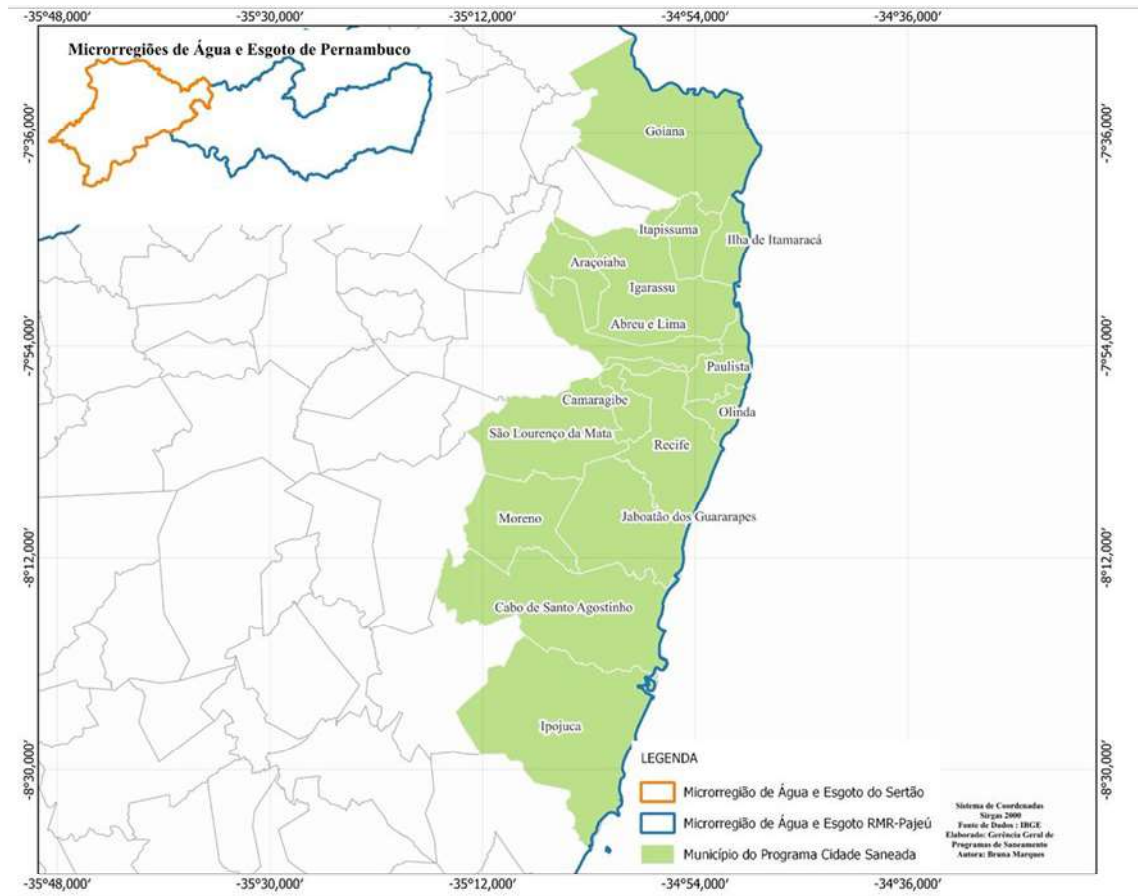 -35°48,000′ -35°30,000′ -35°12,000′ -34°54,000′ -34°36,000′
Microrregiões de Água e Esgoto de Pernambuco
-7°36,000′ -7°36,000′
Goiana
Itapissuma
Ilha de Itamaracá
Araçoiaba
Igarassu
Abreu e Lima
-7°54,000′ -7°54,000′
Paulista
Camaragibe
Olinda
São Lourenço da Mata
Recife
Moreno
Jaboatão dos Guararapes
-8°12,000′ -8°12,000′
Cabo de Santo Agostinho
Ipojuca
-8°30,000′ -8°30,000′
LEGENDA
Microrregião de Água e Esgoto do Sertão
Microrregião de Água e Esgoto RMR-Pajeú
Município do Programa Cidade Saneada
Sistema de Coordenadas
Sirgas 2000
Fonte de Dados : IBGE
Elaborado: Gerência Geral de
Programas de Saneamento
Autora: Bruna Marques
-35°48,000′ -35°30,000′ -35°12,000′ -34°54,000′ -34°36,000′